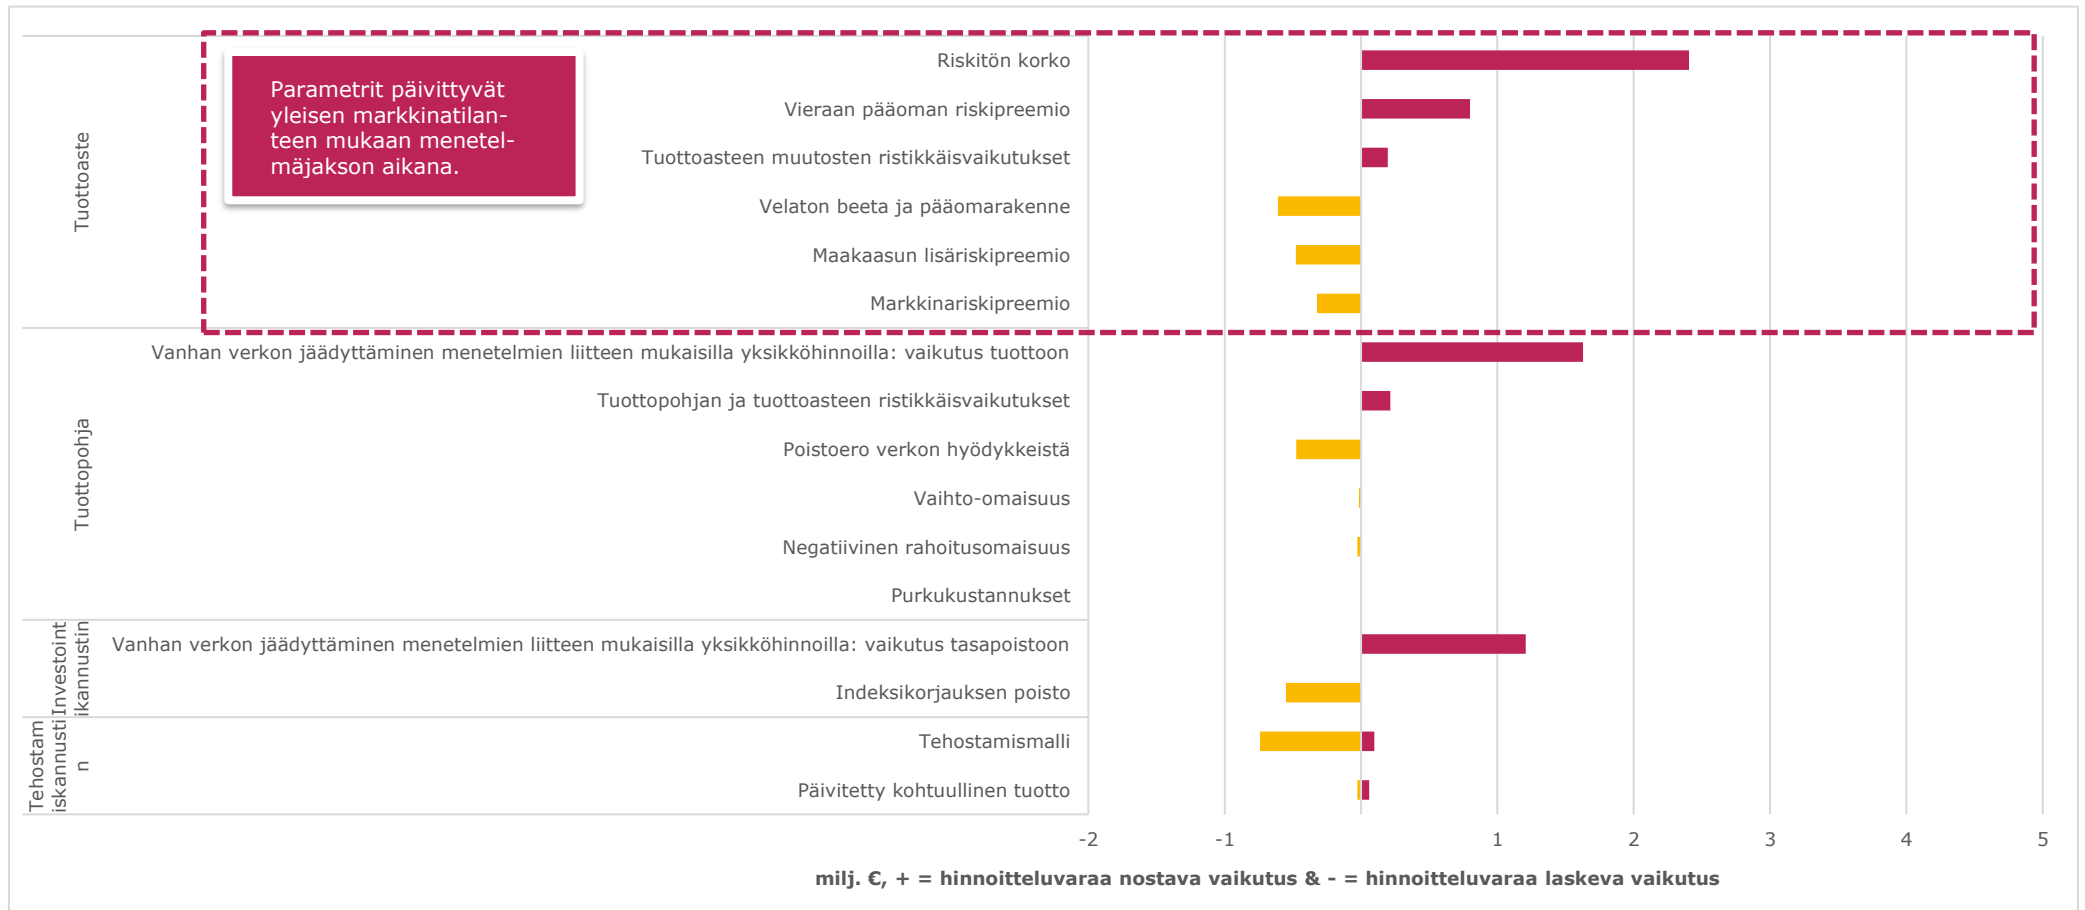 Tuottoaste
Parametrit päivittyvät
yleisen markkinatilan-
teen mukaan menetel-
mäjakson aikana.
Riskitön korko
Vieraan pääoman riskipreemio
Tuottoasteen muutosten ristikkäisvaikutukset
Velaton beeta ja pääomarakenne
Maakaasun lisäriskipreemio
Markkinariskipreemio
Tuottopohja
Vanhan verkon jäädyttäminen menetelmien liitteen mukaisilla yksikköhinnoilla: vaikutus tuottoon
Tuottopohjan ja tuottoasteen ristikkäisvaikutukset
Poistoero verkon hyödykkeistä
Vaihto-omaisuus
Negatiivinen rahoitusomaisuus
Purkukustannukset
Investoint
ikannustin
Vanhan verkon jäädyttäminen menetelmien liitteen mukaisilla yksikköhinnoilla: vaikutus tasapoistoon
Indeksikorjauksen poisto
Tehostam
iskannusti
n
Tehostamismalli
Päivitetty kohtuullinen tuotto
-2 -1 1 2 3 4 5
milj. €, + = hinnoitteluvaraa nostava vaikutus & - = hinnoitteluvaraa laskeva vaikutus